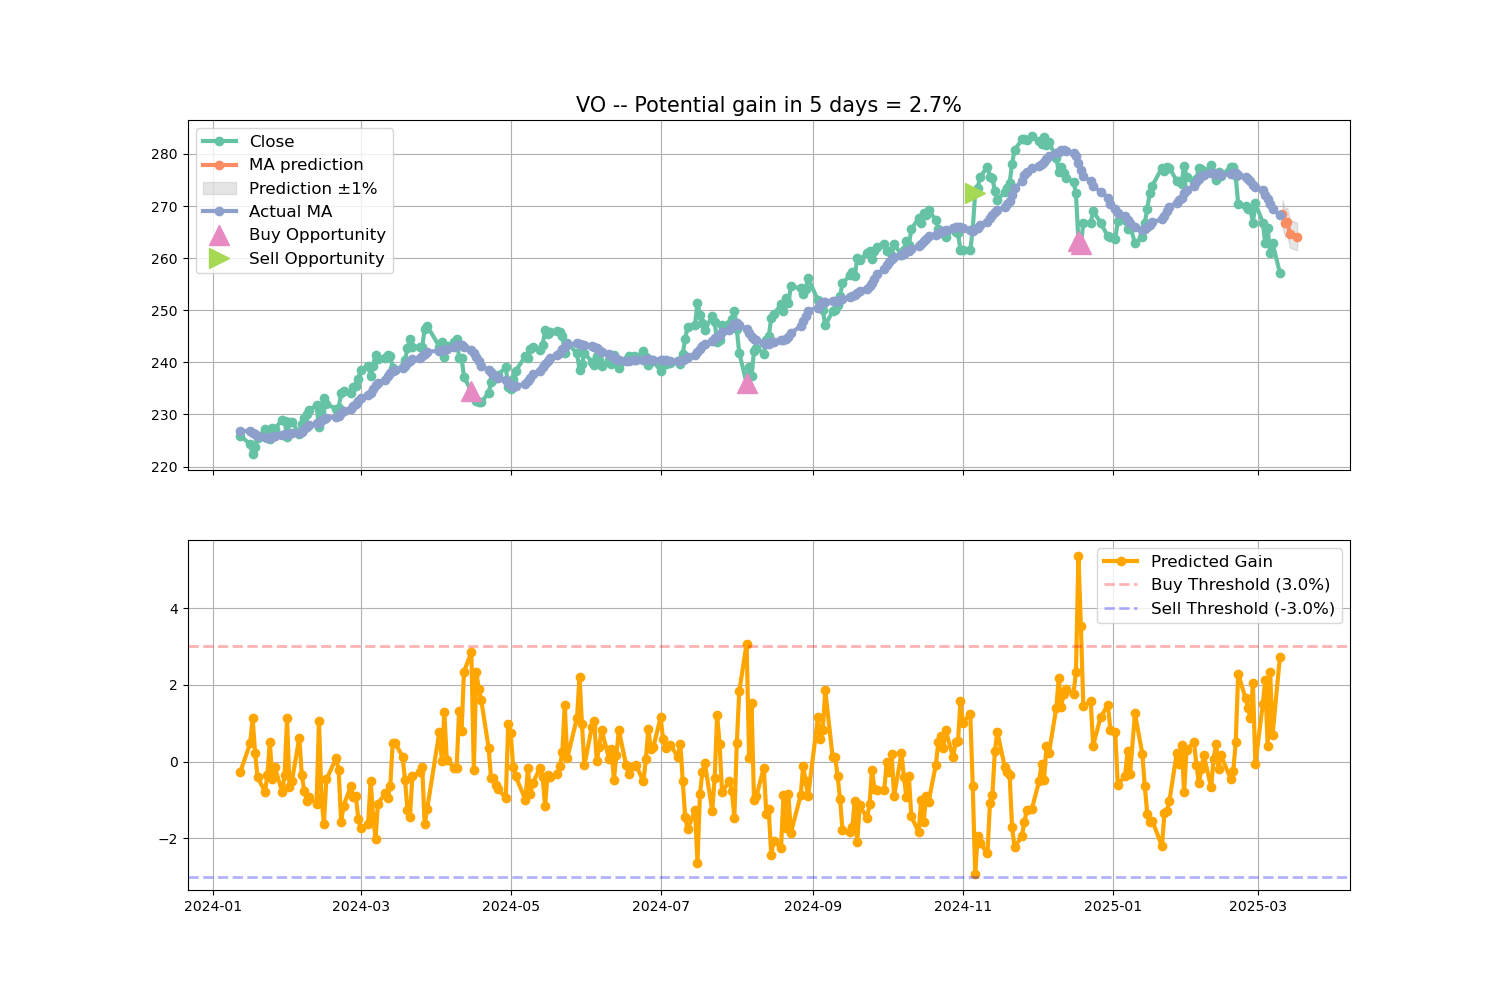 VO -- Potential gain in 5 days = 2.7%
Close
MA prediction
Prediction ±1%
Actual MA
Buy Opportunity
Sell Opportunity
280
270
260
250
240
230
220
Predicted Gain
Buy Threshold (3.0%)
Sell Threshold (-3.0%)
4
2
0
−2
2024-01
2024-03
2024-05
2024-07
2024-09
2024-11
2025-01
2025-03